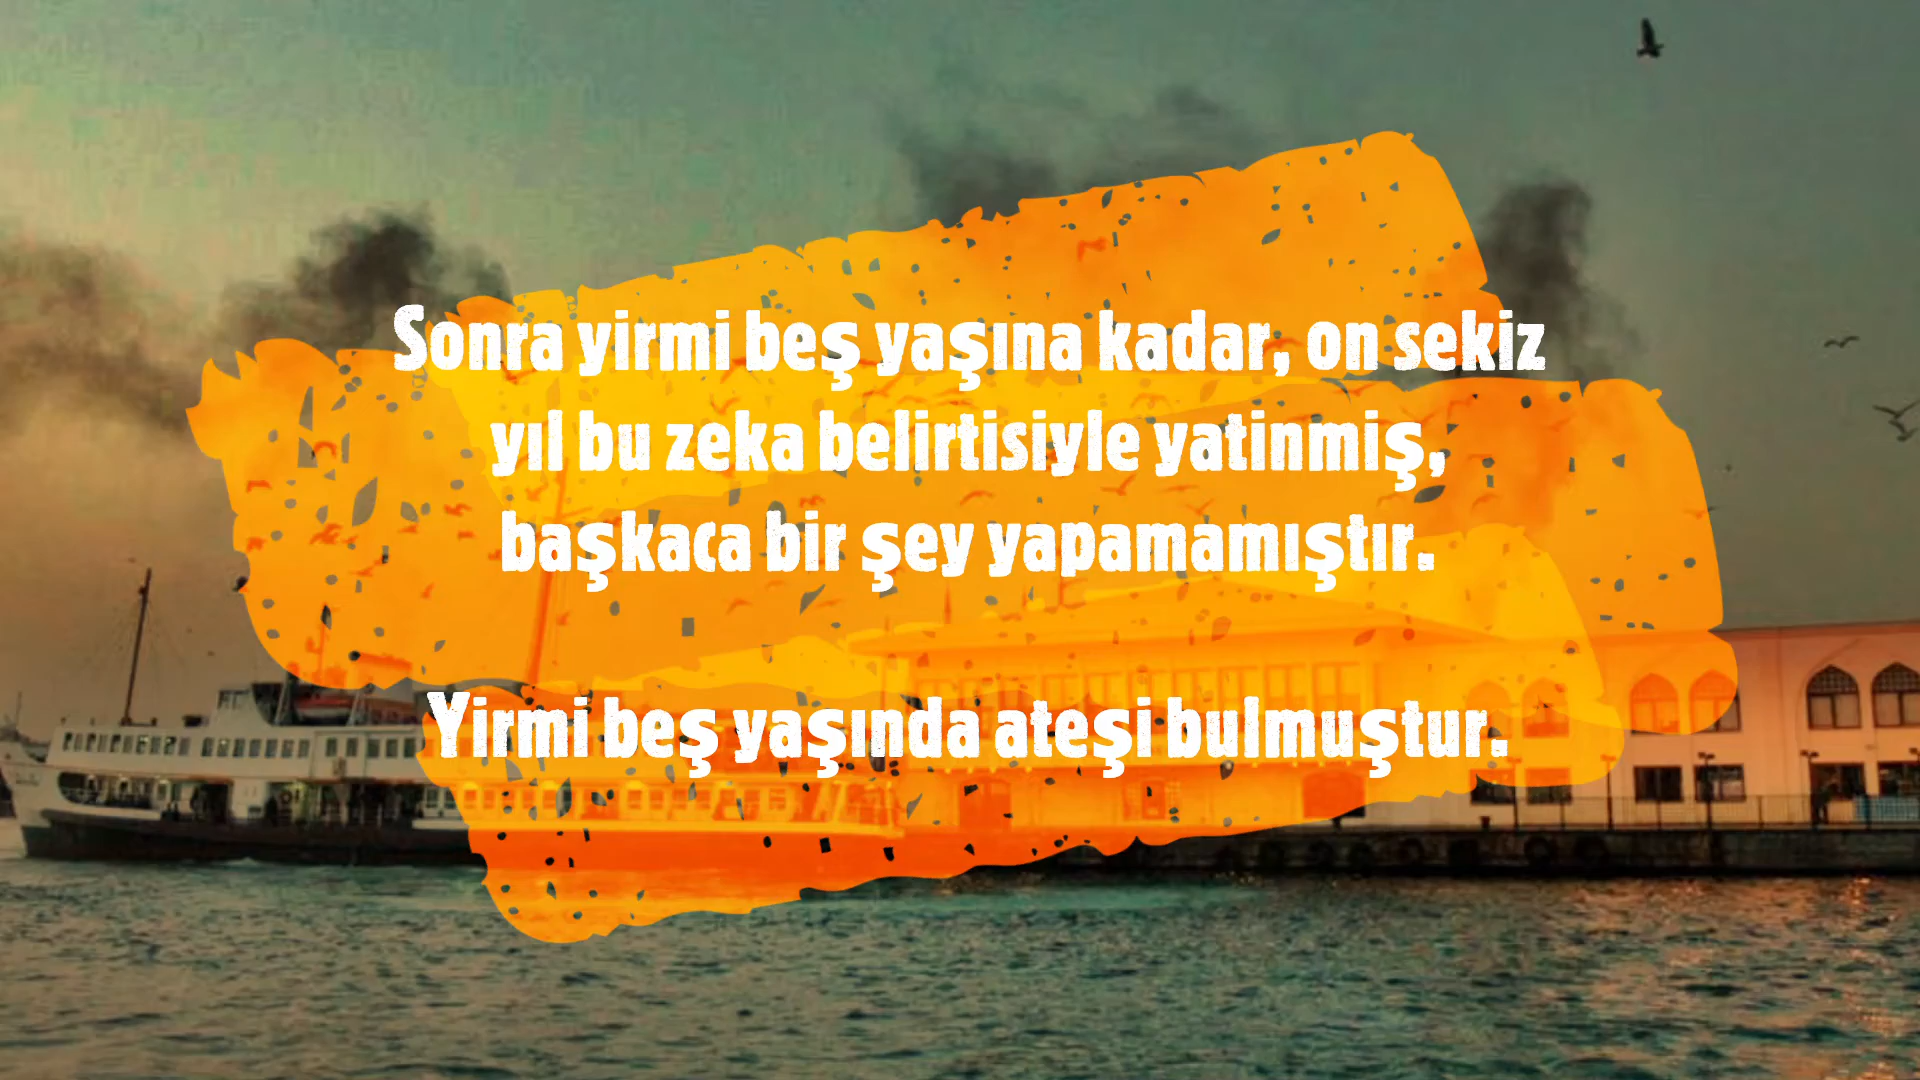 Sonra yirmi beş yaşına kadar, on sekiz
yıl bu zeka belirtisiyle yatinmiş,
başkaca bir şey yapamamıştır.
Yirmi beş yaşında ateşi bulmuştur.